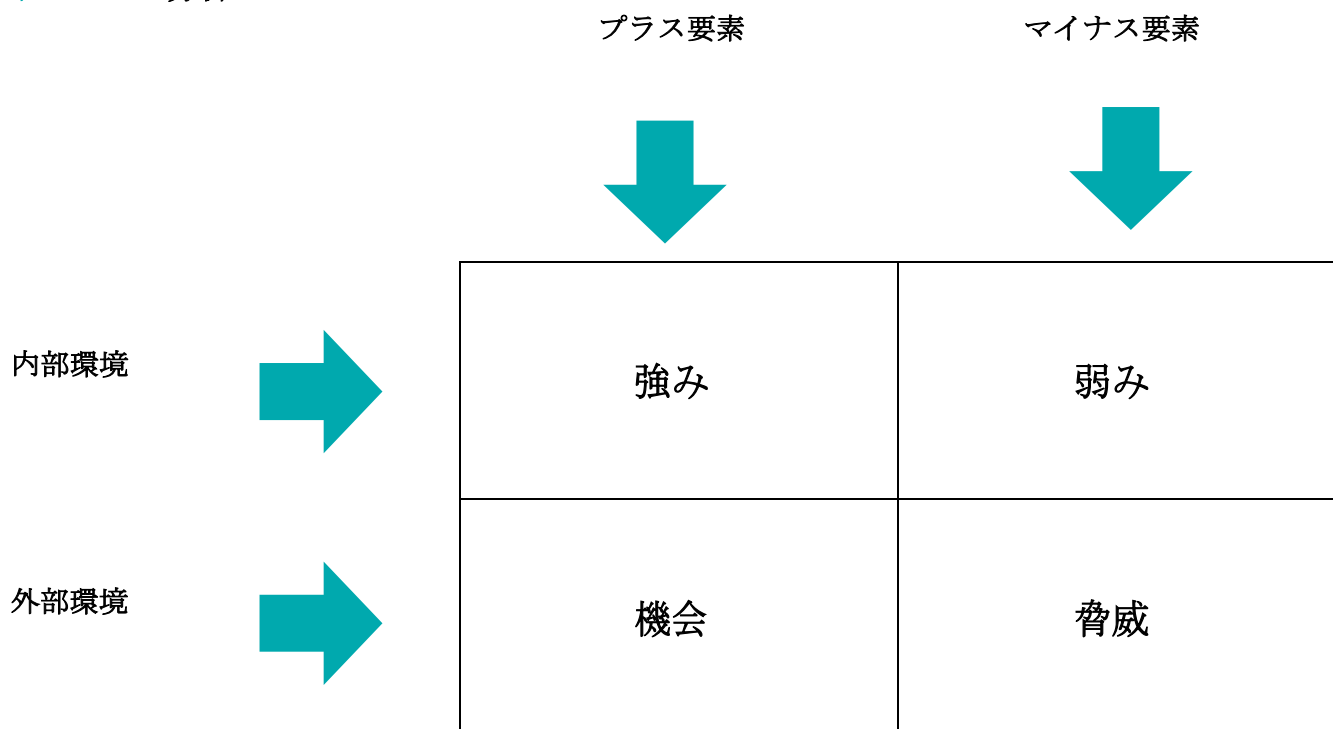 プラス要素
マイナス要素
内部環境
強み
弱み
外部環境
機会
脅威